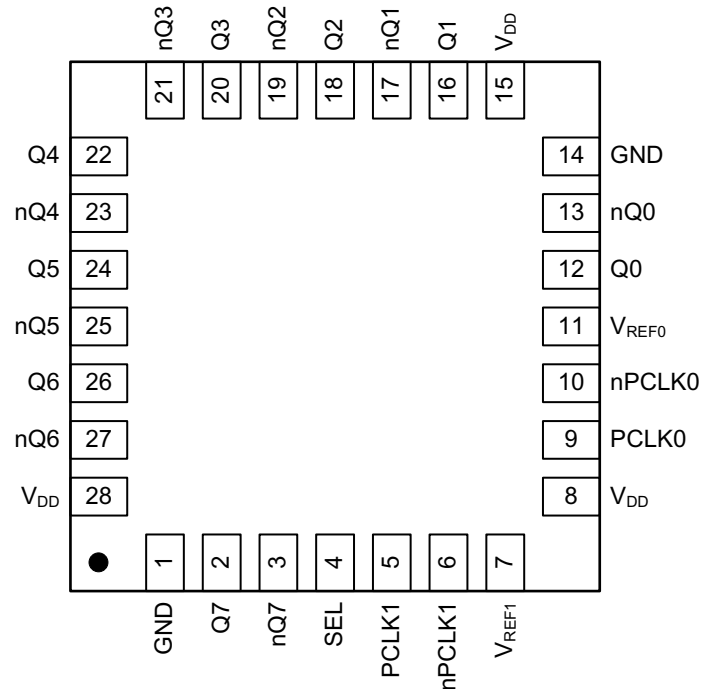 nQ3 Q3 nQ2 Q2 nQ1 Q1 VDD
21 20 19 18 17 16 15
Q4 22 14 GND
nQ4 23 13 nQ0
Q5 24 12 Q0
nQ5 25 11 VREF0
Q6 26 10 nPCLK0
nQ6 27 9 PCLK0
VDD 28 8 VDD
1 2 3 4 5 6 7
GND Q7 nQ7 SEL PCLK1 nPCLK1 VREF1